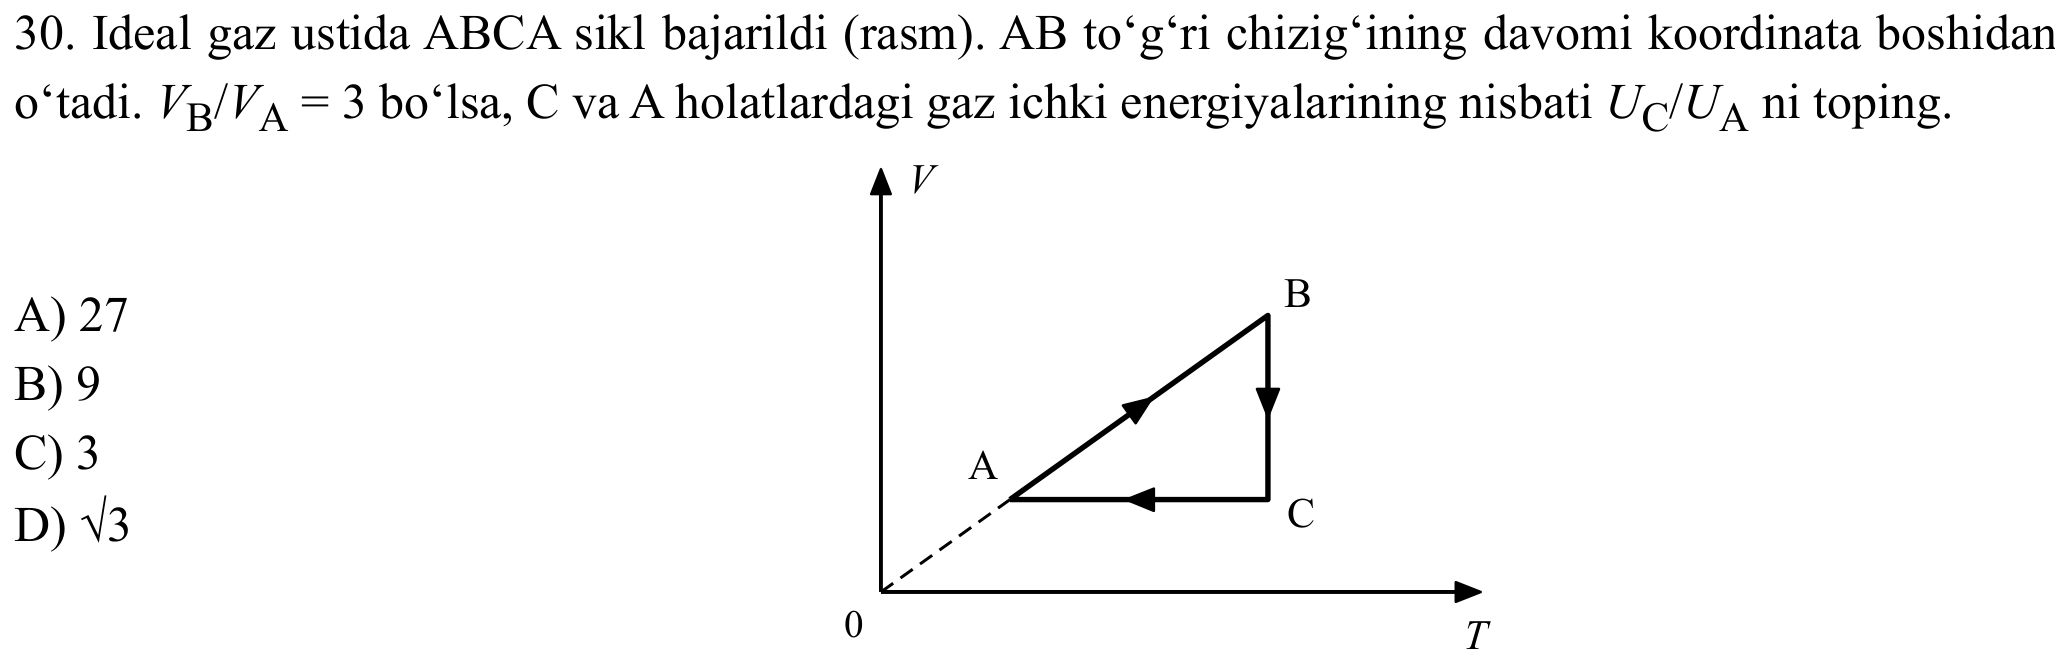 30. Ideal gaz ustida ABCA sikl bajarildi (rasm). AB to‘g‘ri chizig‘ining davomi koordinata boshidan
o‘tadi. V_B/V_A = 3 bo‘lsa, C va A holatlardagi gaz ichki energiyalarining nisbati U_C/U_A ni toping.
V
B
A) 27
B) 9
C) 3
A
C
D) √3
0
T